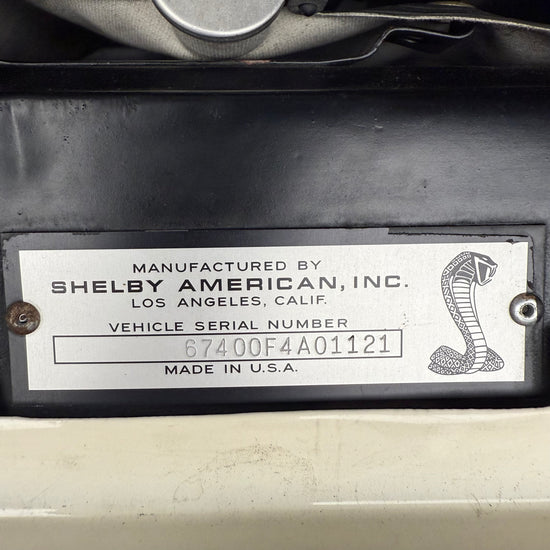 MANUFACTURED BY
SHELBY AMERICAN, INC.
LOS ANGELES, CALIF.
VEHICLE SERIAL NUMBER
67400F4A01121
MADE IN U.S.A.